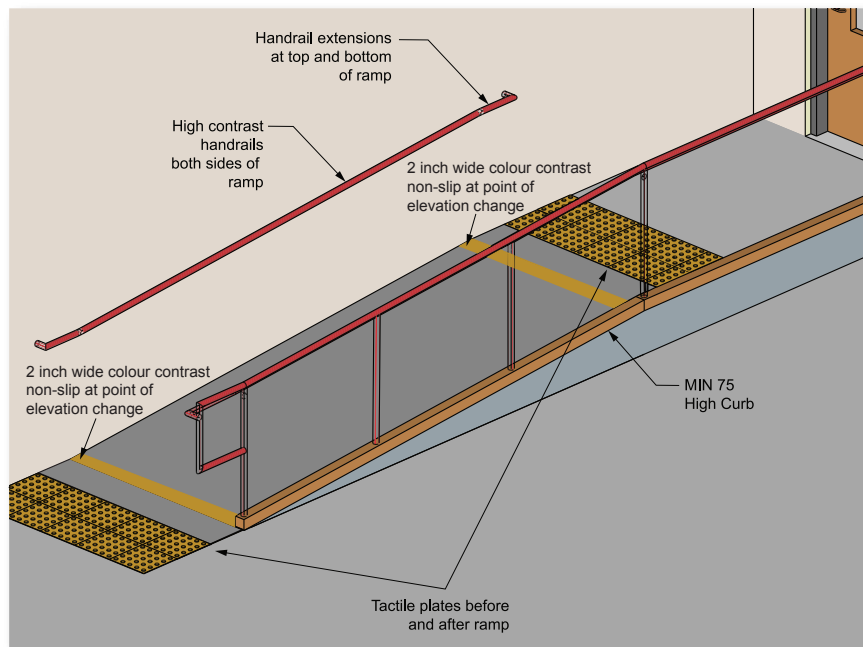 Handrail extensions
at top and bottom
of ramp
High contrast
handrails
both sides of
ramp
2 inch wide colour contrast
non-slip at point of
elevation change
2 inch wide colour contrast
non-slip at point of
elevation change
MIN 75
High Curb
Tactile plates before
and after ramp